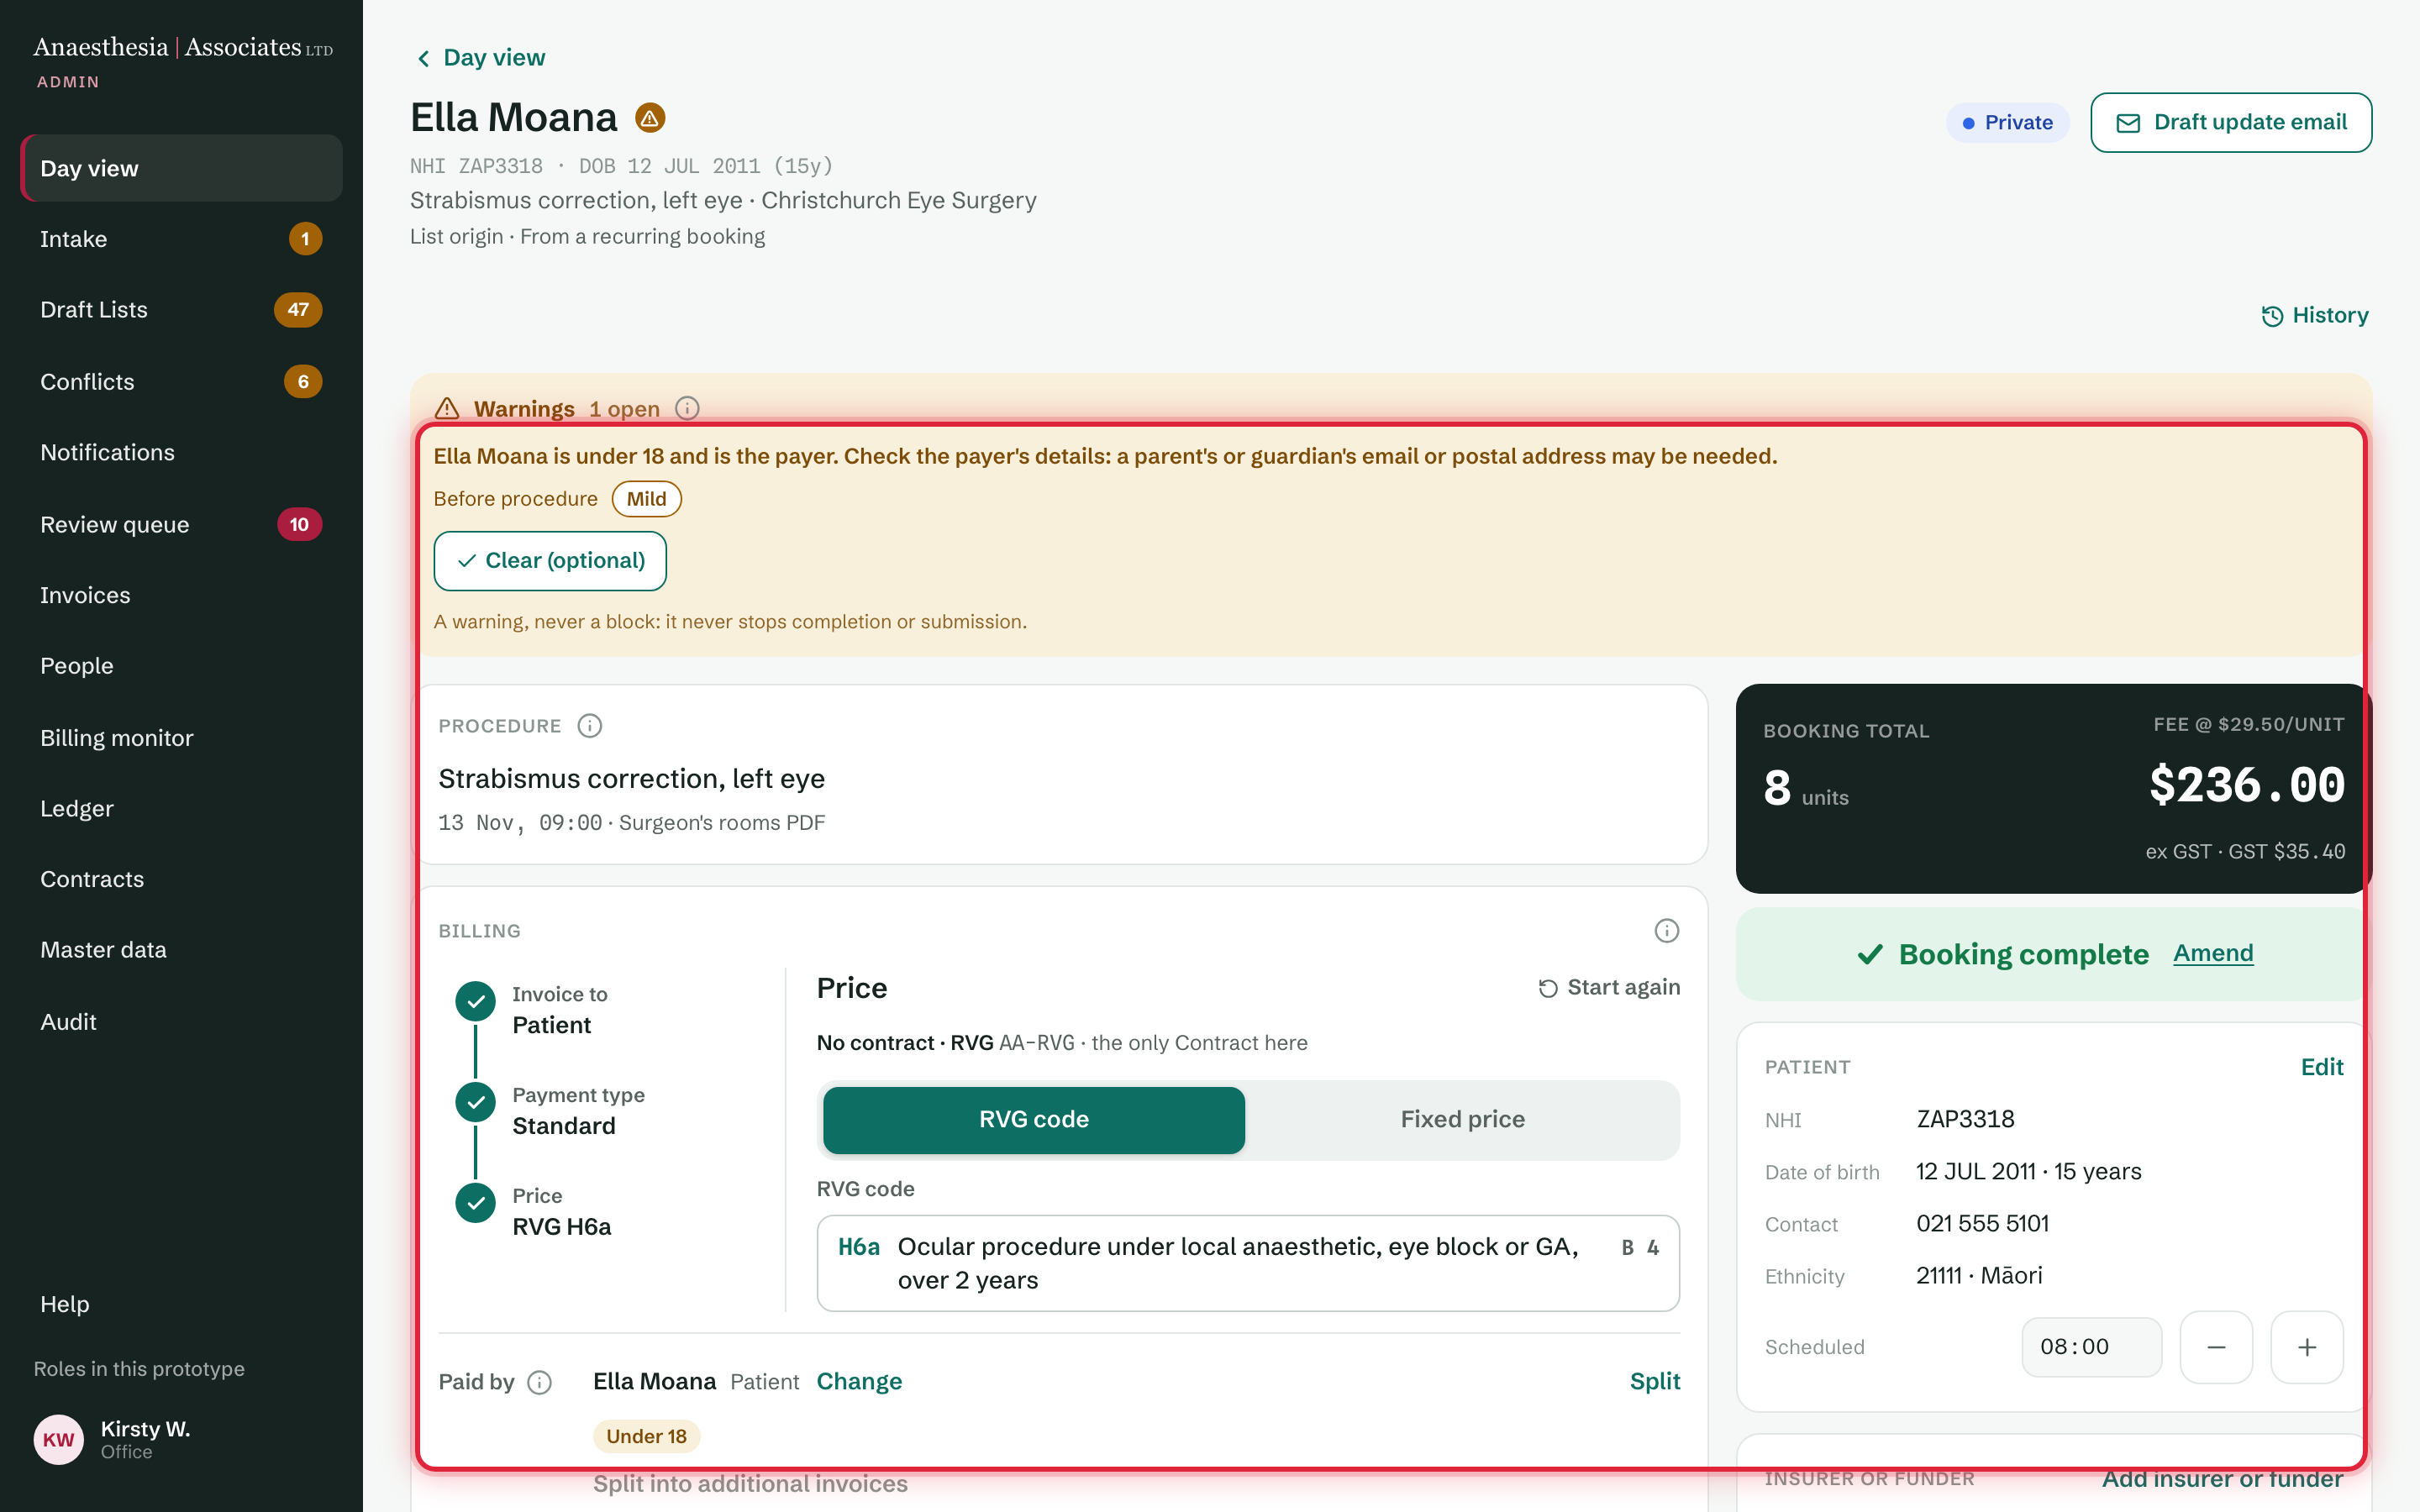 Anaesthesia | Associates LTD
ADMIN
Day view
Intake 1
Draft Lists 47
Conflicts 6
Notifications
Review queue 10
Invoices
People
Billing monitor
Ledger
Contracts
Master data
Audit
Help
Roles in this prototype
KW
Kirsty W.
Office
Day view
Ella Moana
NHI ZAP3318 · DOB 12 JUL 2011 (15y)
Strabismus correction, left eye · Christchurch Eye Surgery
List origin · From a recurring booking
Private
Draft update email
History
Warnings 1 open
Ella Moana is under 18 and is the payer. Check the payer's details: a parent's or guardian's email or postal address may be needed.
Before procedure Mild
Clear (optional)
A warning, never a block: it never stops completion or submission.
PROCEDURE
Strabismus correction, left eye
13 Nov, 09:00 · Surgeon's rooms PDF
BILLING
Invoice to
Patient
Payment type
Standard
Price
RVG H6a
Price
Start again
No contract · RVG AA-RVG · the only Contract here
RVG code
Fixed price
RVG code
H6a Ocular procedure under local anaesthetic, eye block or GA, B 4
over 2 years
Paid by Ella Moana Patient Change Split
Under 18
Split into additional invoices
BOOKING TOTAL
FEE @ $29.50/UNIT
8 units
$236.00
ex GST · GST $35.40
Booking complete Amend
PATIENT Edit
NHI ZAP3318
Date of birth 12 JUL 2011 · 15 years
Contact 021 555 5101
Ethnicity 21111 · Māori
Scheduled 08:00 − +
INSURER OR FUNDER Add insurer or funder